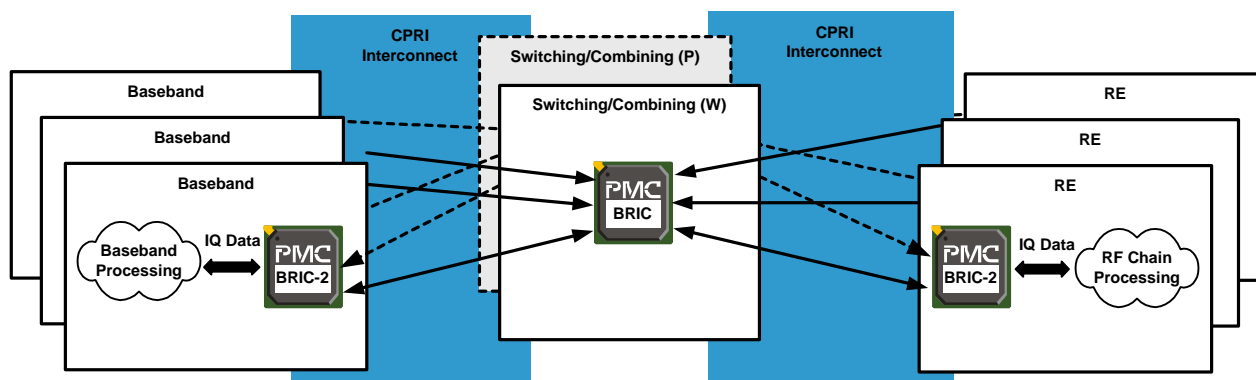 CPRI
Interconnect
Switching/Combining (P)
CPRI
Interconnect
Baseband
Switching/Combining (W)
RE
Baseband
RE
Baseband
RE
Baseband
Processing
IQ Data
PMC
BRIC-2
PMC
BRIC
PMC
BRIC-2
IQ Data
RF Chain
Processing